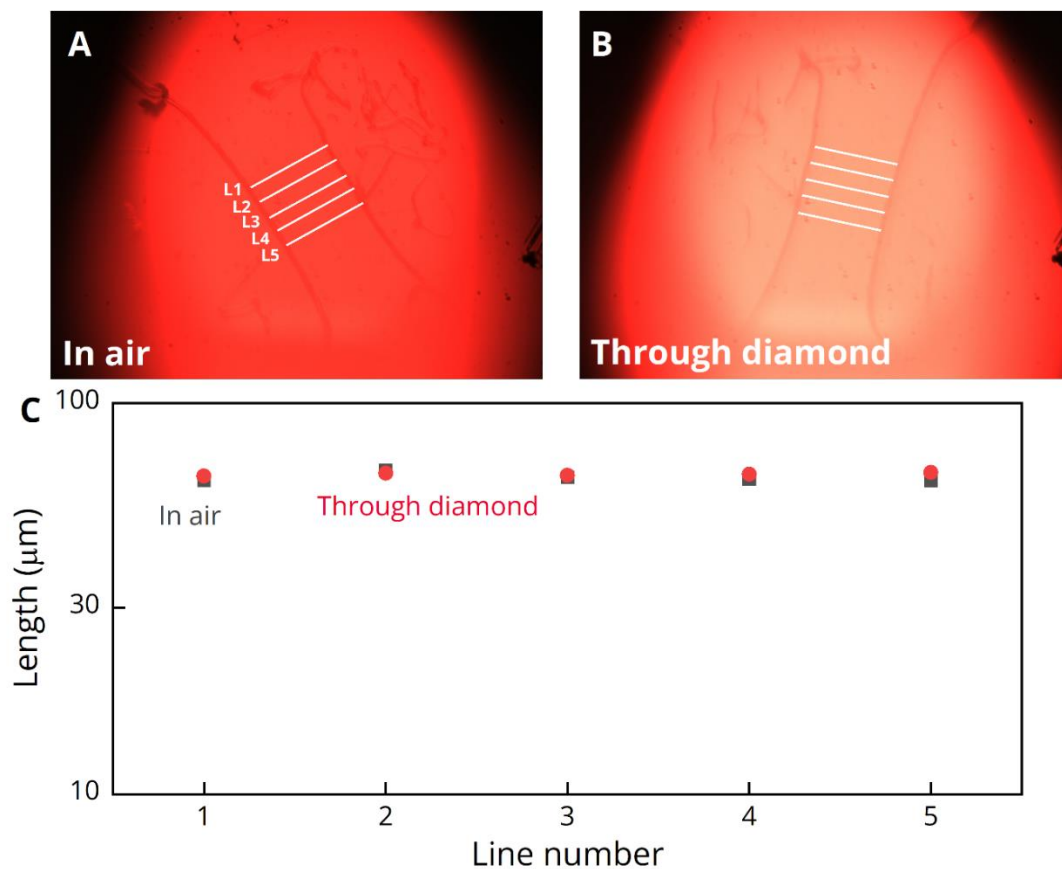 A
L1
L2
L3
L4
L5
In air
B
Through diamond
C
100
30
10
Length (μm)
In air
Through diamond
1 2 3 4 5
Line number